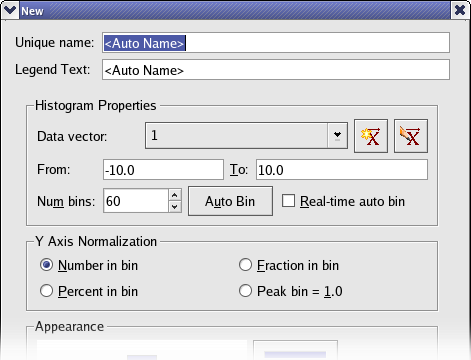 New
Unique name: <Auto Name>
Legend Text: <Auto Name>
Histogram Properties
Data vector: 1
From: -10.0 To: 10.0
Num bins: 60 Auto Bin Real-time auto bin
Y Axis Normalization
Number in bin Fraction in bin
Percent in bin Peak bin = 1.0
Appearance